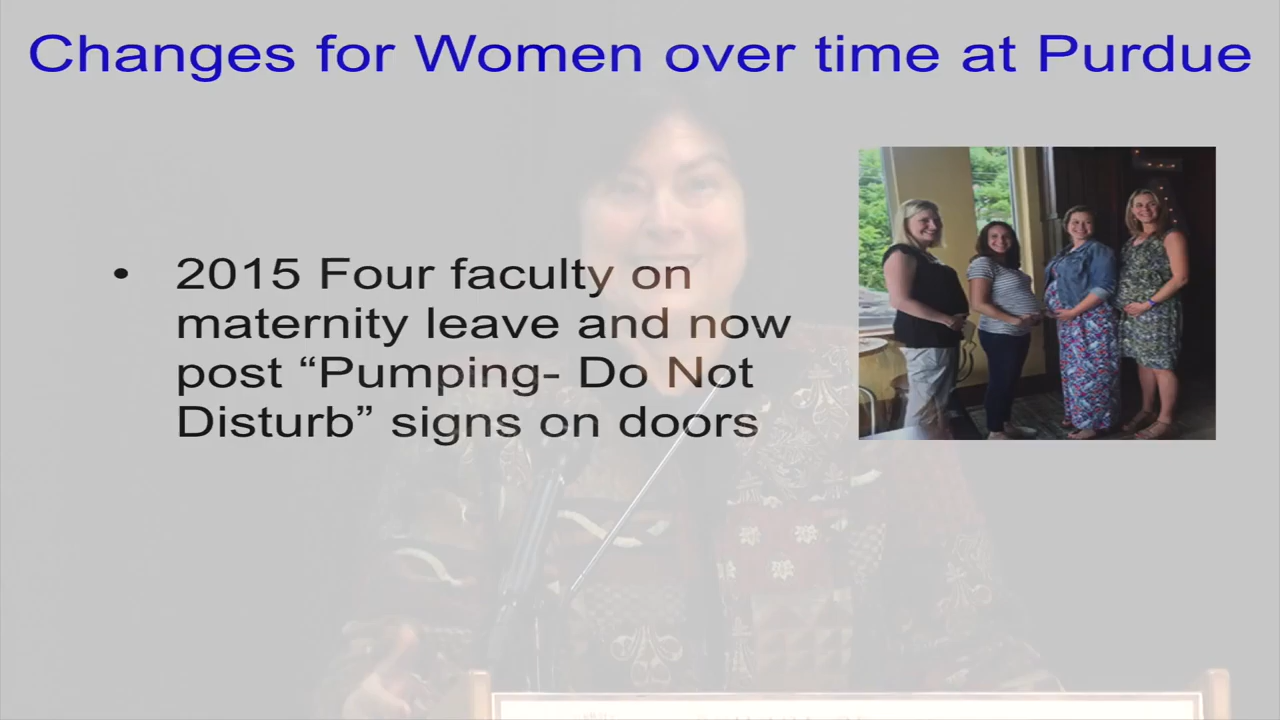 Changes for Women over time at Purdue
• 2015 Four faculty on
maternity leave and now
post “Pumping- Do Not
Disturb” signs on doors